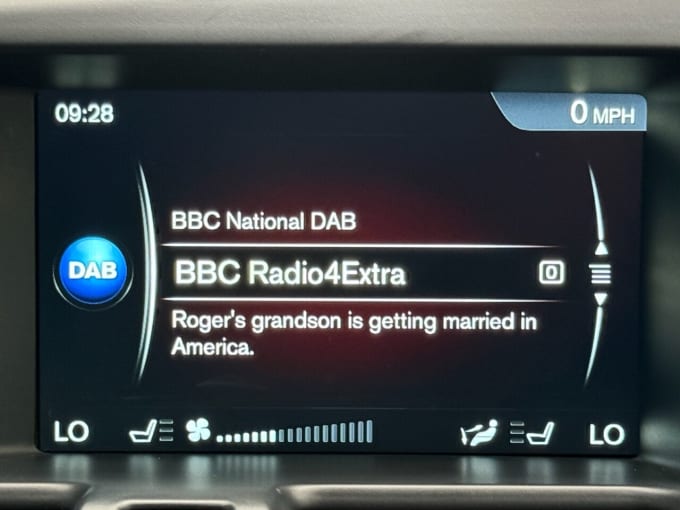 09:28
0 MPH
BBC National DAB
DAB
BBC Radio4Extra
0
Roger's grandson is getting married in
America.
LO
LO